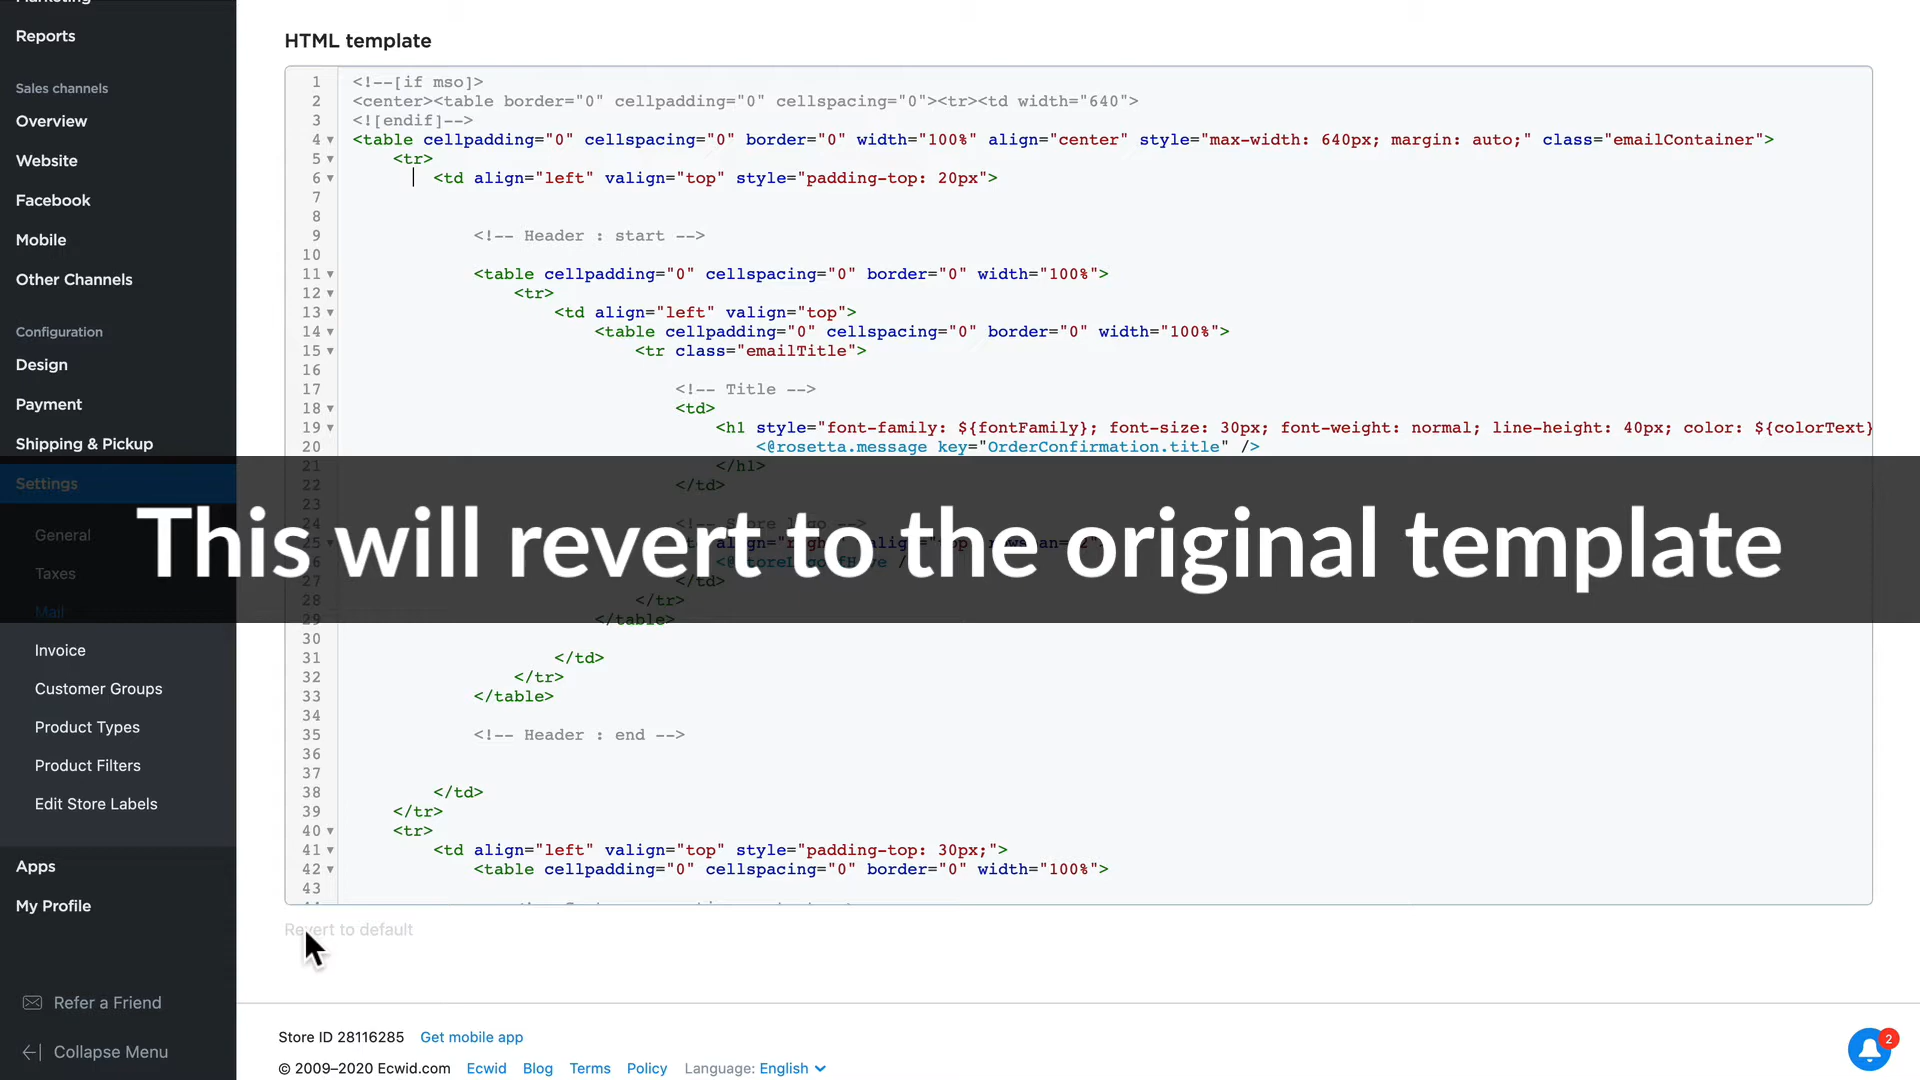 Marketing
Reports
Sales channels
Overview
Website
Facebook
Mobile
Other Channels
Configuration
Design
Payment
Shipping & Pickup
Settings
General
Taxes
Mail
Invoice
Customer Groups
Product Types
Product Filters
Edit Store Labels
Apps
My Profile
Refer a Friend
Collapse Menu
HTML template
1 <!--[if mso]>
2 <center><table border="0" cellpadding="0" cellspacing="0"><tr><td width="640">
3 <![endif]-->
4 <table cellpadding="0" cellspacing="0" border="0" width="100%" align="center" style="max-width: 640px; margin: auto;" class="emailContainer">
5 <tr>
6 <td align="left" valign="top" style="padding-top: 20px">
7
8
9 <!-- Header : start -->
10
11 <table cellpadding="0" cellspacing="0" border="0" width="100%">
12 <tr>
13 <td align="left" valign="top">
14 <table cellpadding="0" cellspacing="0" border="0" width="100%">
15 <tr class="emailTitle">
16
17 <!-- Title -->
18 <td>
19 <h1 style="font-family: ${fontFamily}; font-size: 30px; font-weight: normal; line-height: 40px; color: ${colorText}
20 <@rosetta.message key="OrderConfirmation.title" />
21 </h1>
22 </td>
23
This will revert to the original template
27 </td>
28 </tr>
29 </table>
30
31 </td>
32 </tr>
33 </table>
34
35 <!-- Header : end -->
36
37
38 </td>
39 </tr>
40 <tr>
41 <td align="left" valign="top" style="padding-top: 30px;">
42 <table cellpadding="0" cellspacing="0" border="0" width="100%">
43
Revert to default
Store ID 28116285 Get mobile app
© 2009–2020 Ecwid.com Ecwid Blog Terms Policy Language: English
2